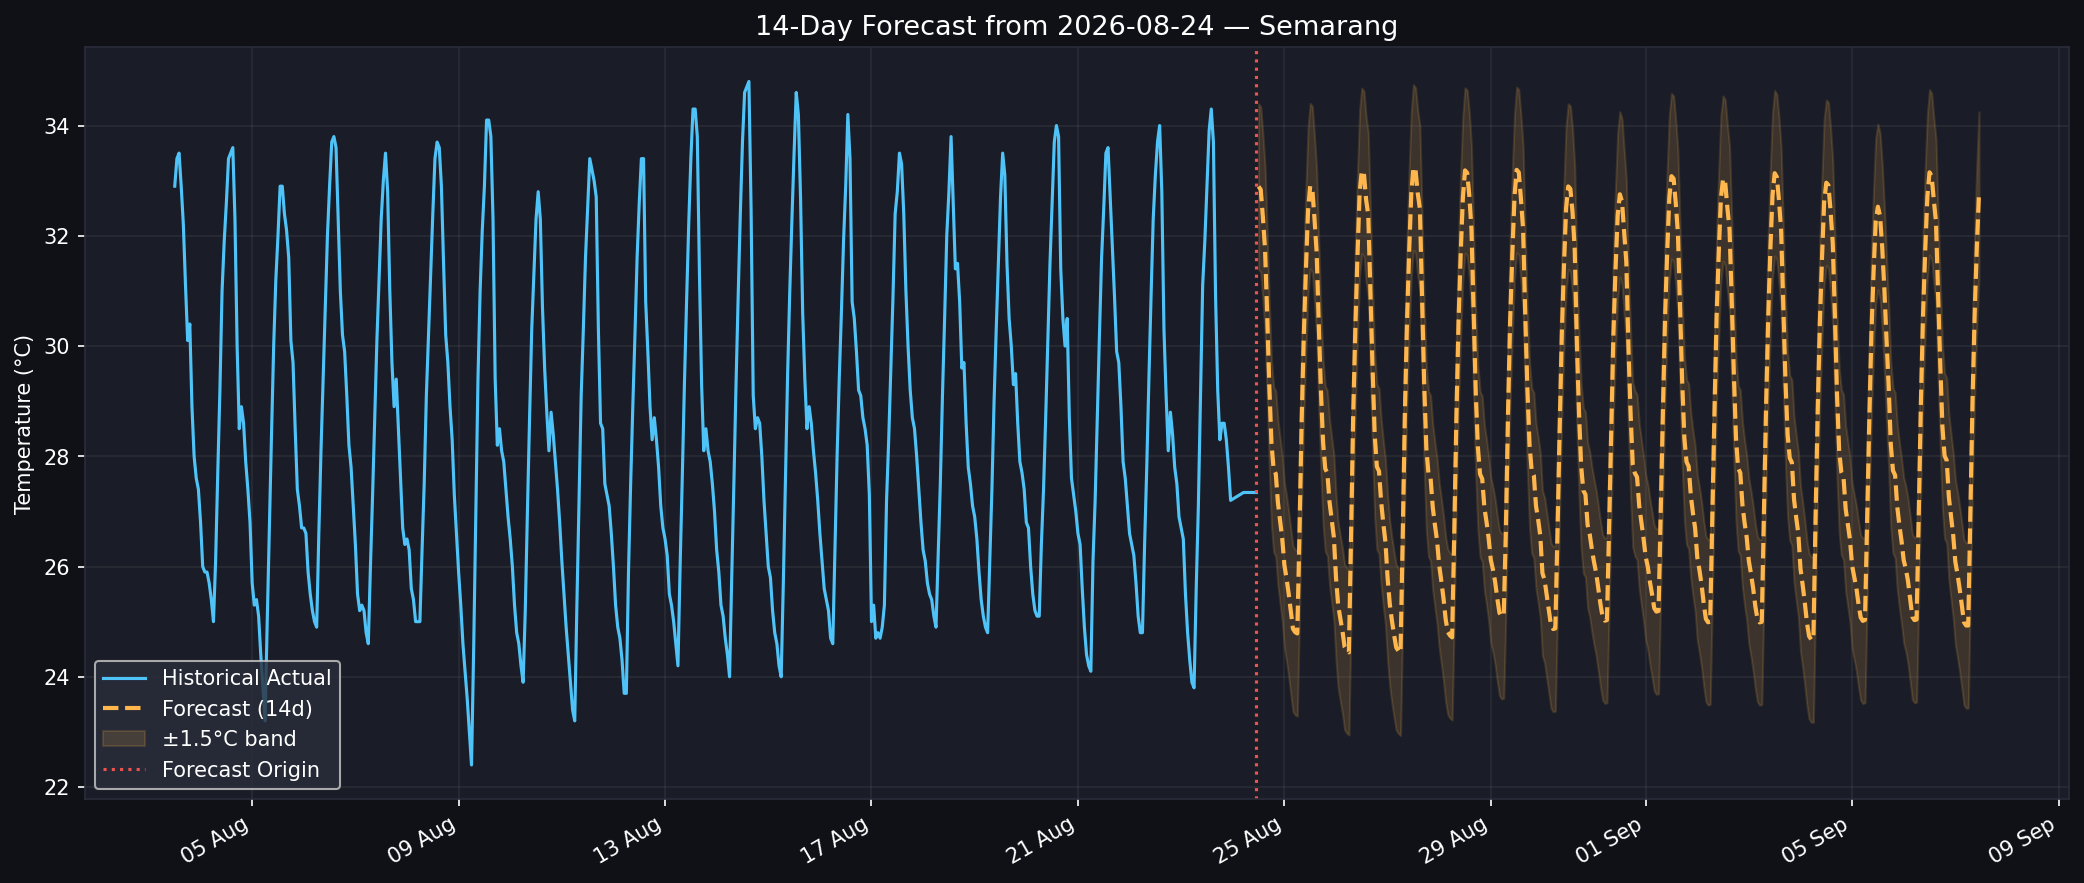 14-Day Forecast from 2026-08-24 — Semarang
Temperature (°C)
34
32
30
28
26
24
22
Historical Actual
Forecast (14d)
±1.5°C band
Forecast Origin
05 Aug
09 Aug
13 Aug
17 Aug
21 Aug
25 Aug
29 Aug
01 Sep
05 Sep
09 Sep